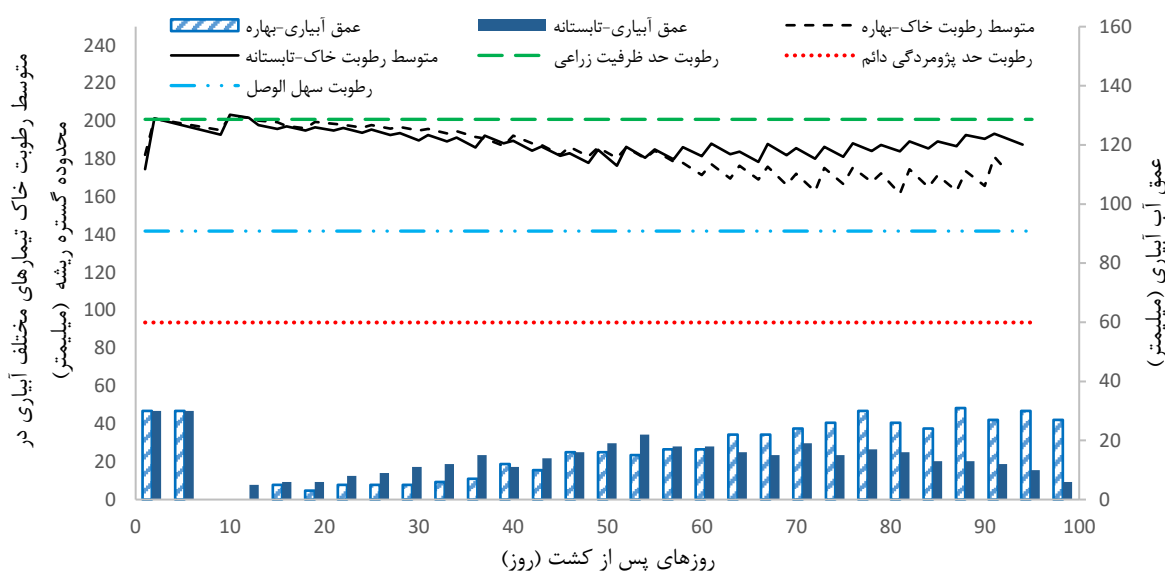 عمق آبیاری-بهاره
عمق آبیاری-تابستانه
متوسط رطوبت خاک-بهاره
متوسط رطوبت خاک-تابستانه
رطوبت حد ظرفیت زراعی
رطوبت حد پژومردگی دائم
رطوبت سهل الوصل
متوسط رطوبت خاک تیمارهای مختلف آبیاری در
محدوده گستره ریشه (میلیمتر)
240
220
200
180
160
140
120
100
80
60
40
20
0
160
140
120
100
80
60
40
20
0
عمق آب آبیاری (میلیمتر)
0 10 20 30 40 50 60 70 80 90 100
روزهای پس از کشت (روز)